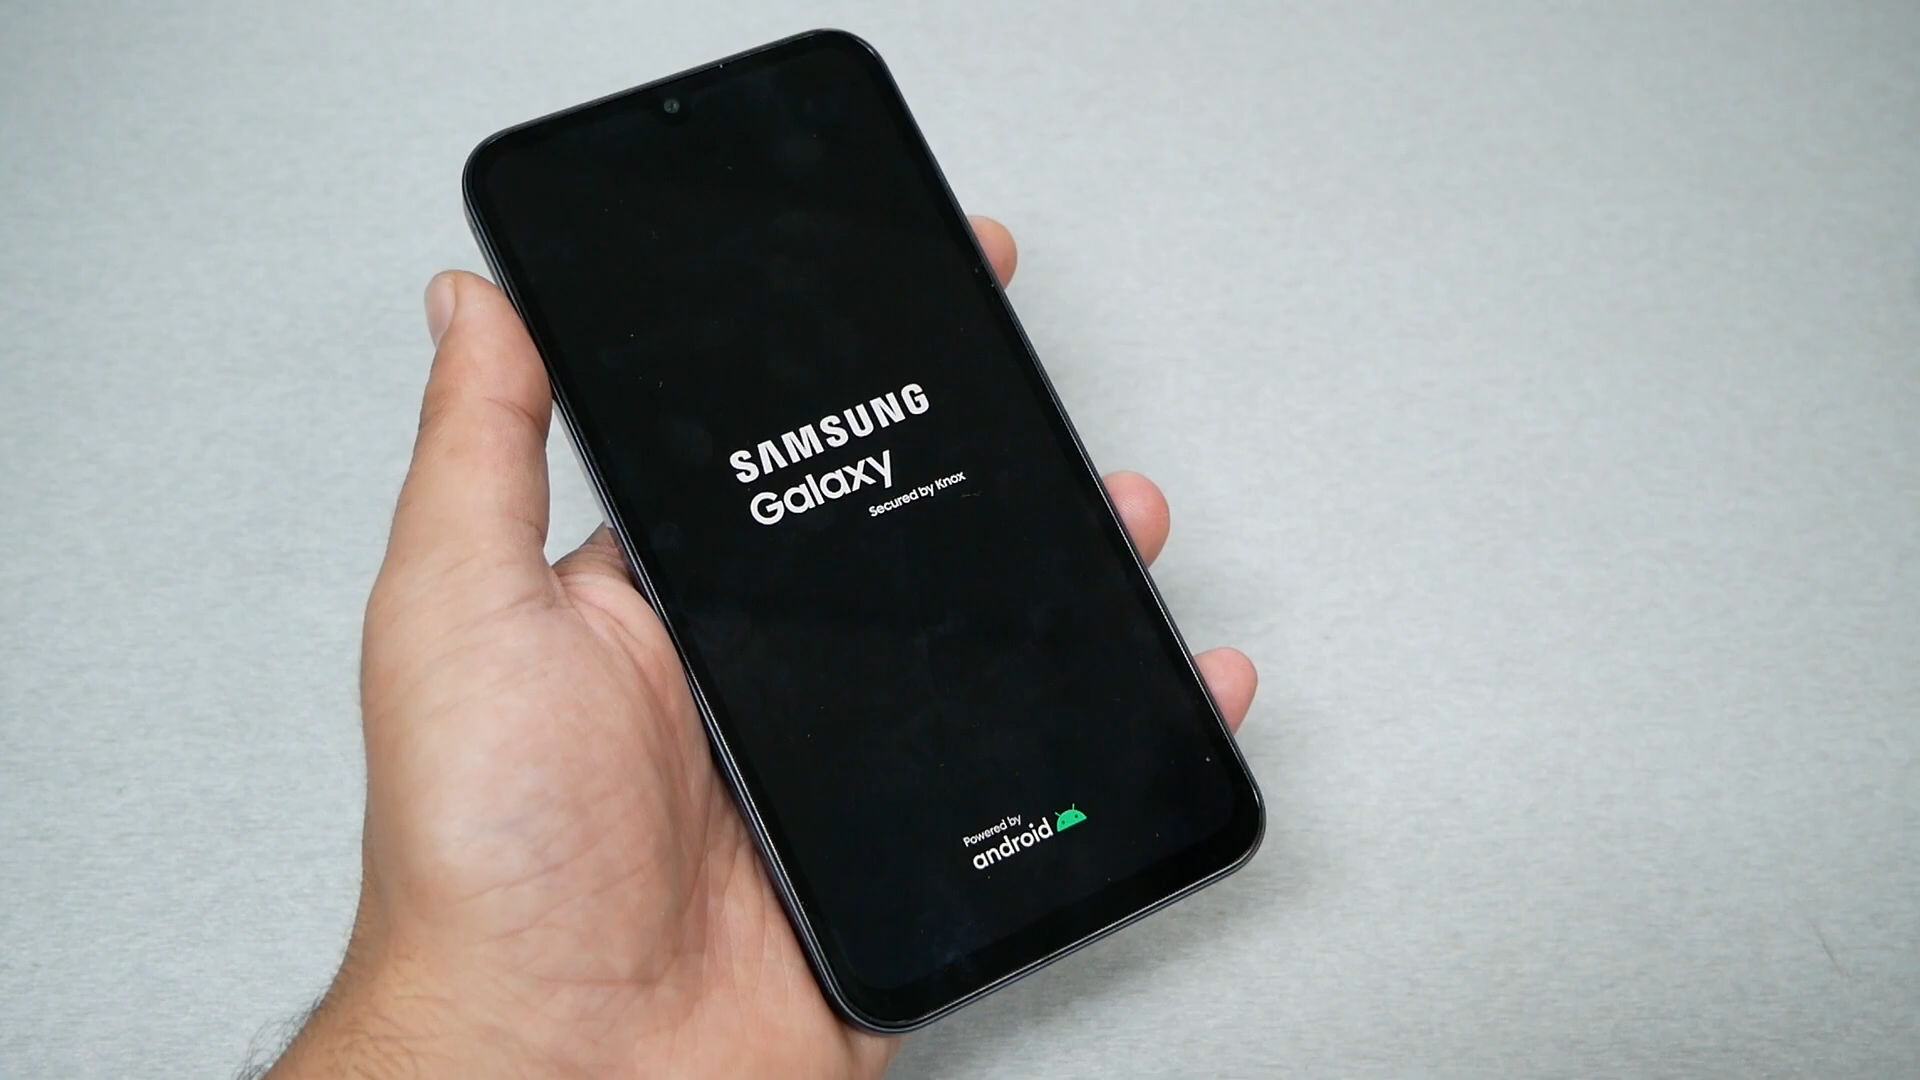 SAMSUNG
Galaxy
Secured by Knox
Powered by
android